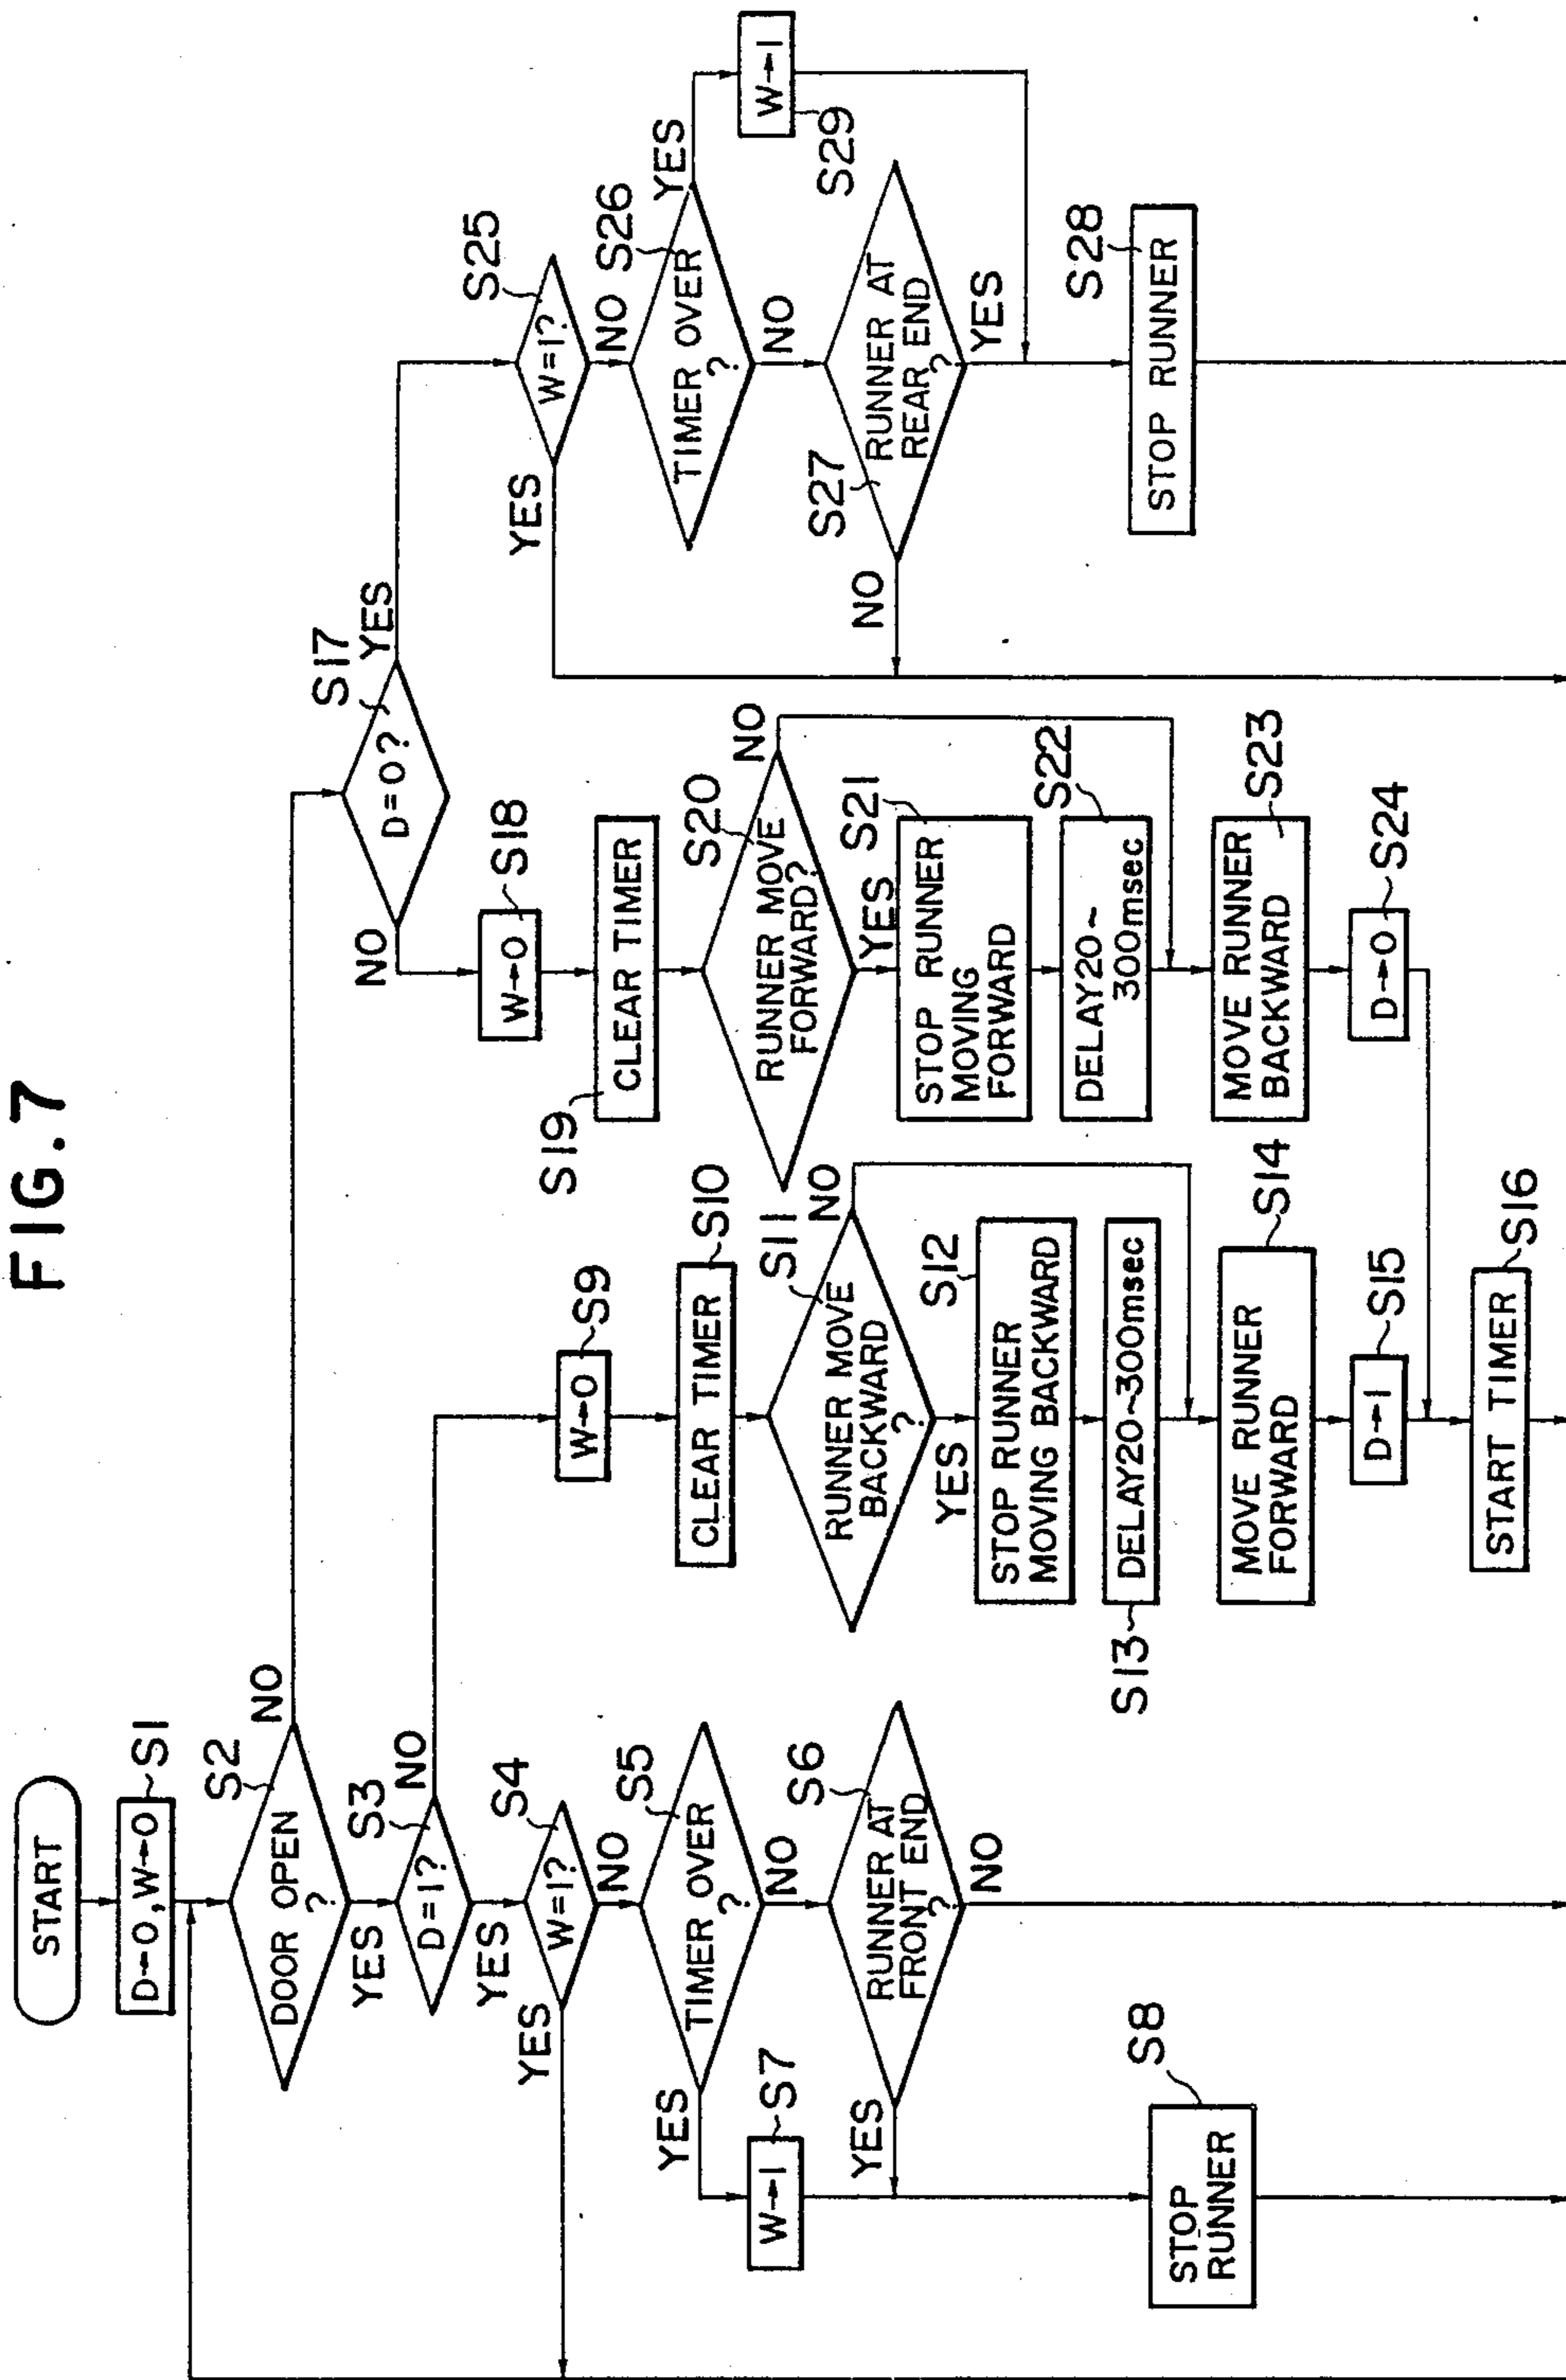 FIG.7
START
D→0,W→0
S1
S2
DOOR OPEN
?
NO
YES
S3
D=1?
NO
YES
S4
W=1?
YES
NO
S5
TIMER OVER
?
YES
NO
S7
W→1
S6
RUNNER AT
FRONT END
?
YES
NO
S8
STOP
RUNNER
S9
W→0
S10
CLEAR TIMER
S11
RUNNER MOVE
BACKWARD
?
NO
YES
S12
STOP RUNNER
MOVING BACKWARD
S13
DELAY20~300msec
S14
MOVE RUNNER
FORWARD
S15
D→1
S16
START TIMER
S17
D=0?
YES
NO
S18
W→0
S19
CLEAR TIMER
S20
RUNNER MOVE
FORWARD?
NO
YES
S21
STOP RUNNER
MOVING
FORWARD
S22
DELAY20~
300msec
S23
MOVE RUNNER
BACKWARD
S24
D→0
S25
W=1?
YES
NO
S26
TIMER OVER
?
YES
NO
S29
W→1
S27
RUNNER AT
REAR END
?
NO
YES
S28
STOP RUNNER